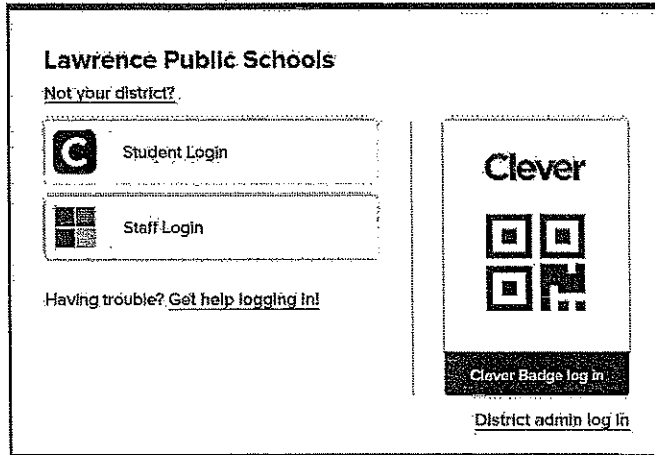 Lawrence Public Schools
Not your district?
C
Student Login
Staff Login
Having trouble? Get help logging in!
Clever
Clever Badge log in
District admin log in